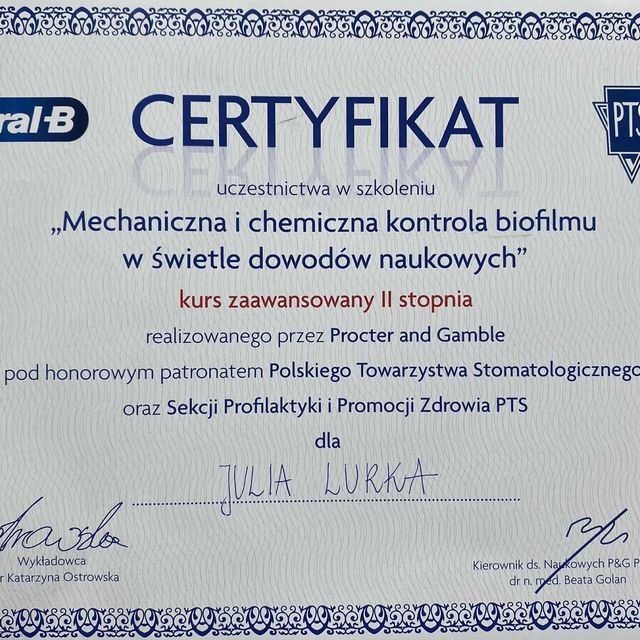 ral-B
CERTYFIKAT
PTS
uczestnictwa w szkoleniu
„Mechaniczna i chemiczna kontrola biofilmu
w świetle dowodów naukowych”
kurs zaawansowany II stopnia
realizowanego przez Procter and Gamble
pod honorowym patronatem Polskiego Towarzystwa Stomatologicznego
oraz Sekcji Profilaktyki i Promocji Zdrowia PTS
dla
JULIA LURKA
Wykładowca
r Katarzyna Ostrowska
Kierownik ds. Naukowych P&G P
dr n. med. Beata Golan